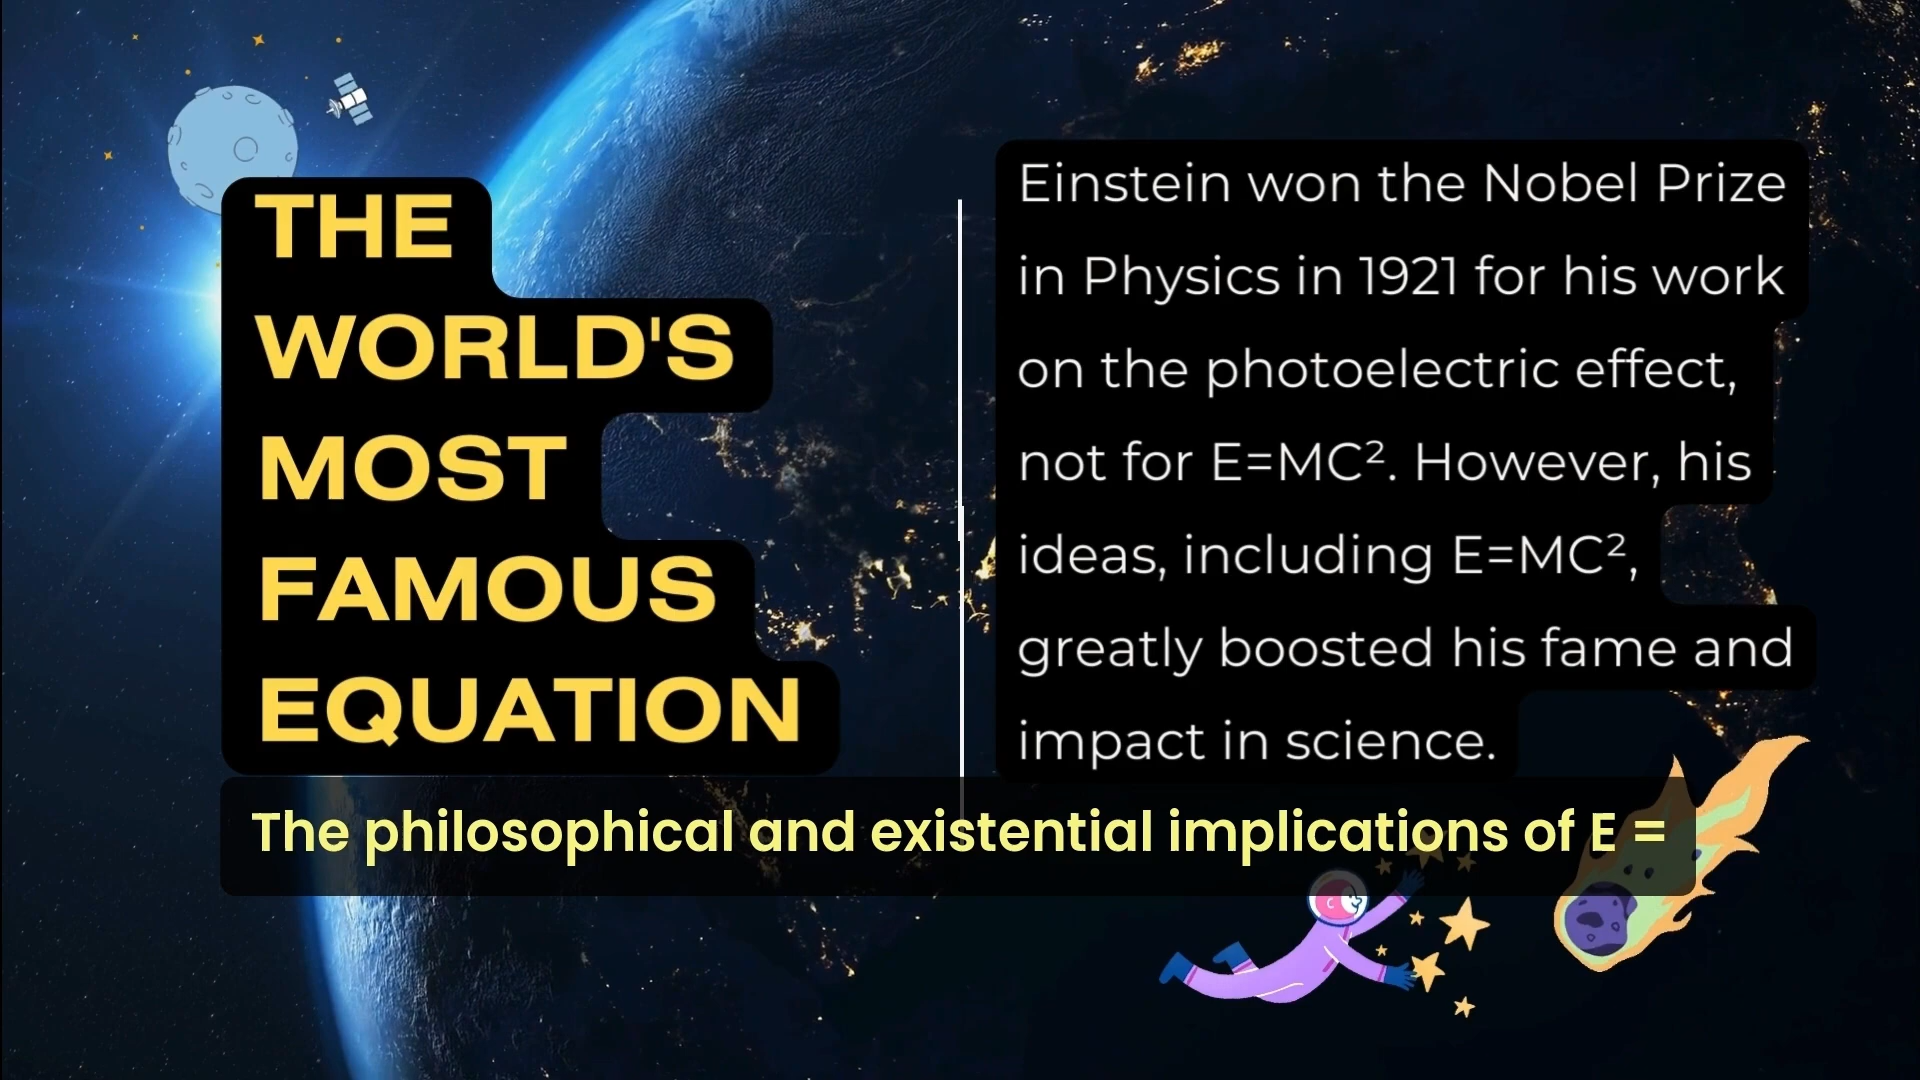 THE
WORLD'S
MOST
FAMOUS
EQUATION
Einstein won the Nobel Prize
in Physics in 1921 for his work
on the photoelectric effect,
not for E=MC². However, his
ideas, including E=MC²,
greatly boosted his fame and
impact in science.
The philosophical and existential implications of E =